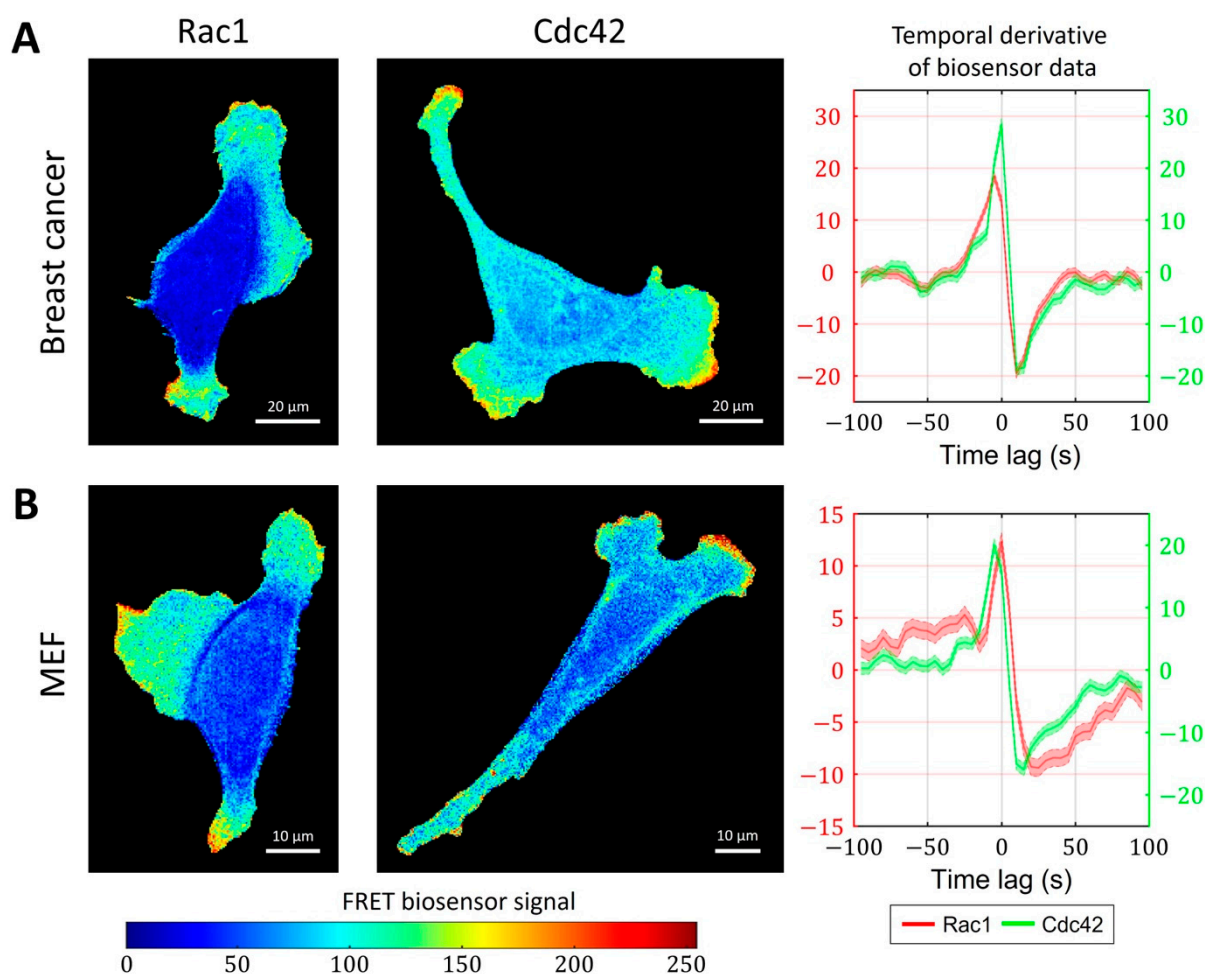 A
Rac1
Cdc42
Temporal derivative
of biosensor data
Breast cancer
20 μm
20 μm
30
20
10
0
−10
−20
30
20
10
0
−10
−20
−100 −50 0 50 100
Time lag (s)
B
MEF
10 μm
10 μm
15
10
5
0
−5
−10
−15
20
10
0
−10
−20
−100 −50 0 50 100
Time lag (s)
FRET biosensor signal
0 50 100 150 200 250
Rac1 Cdc42